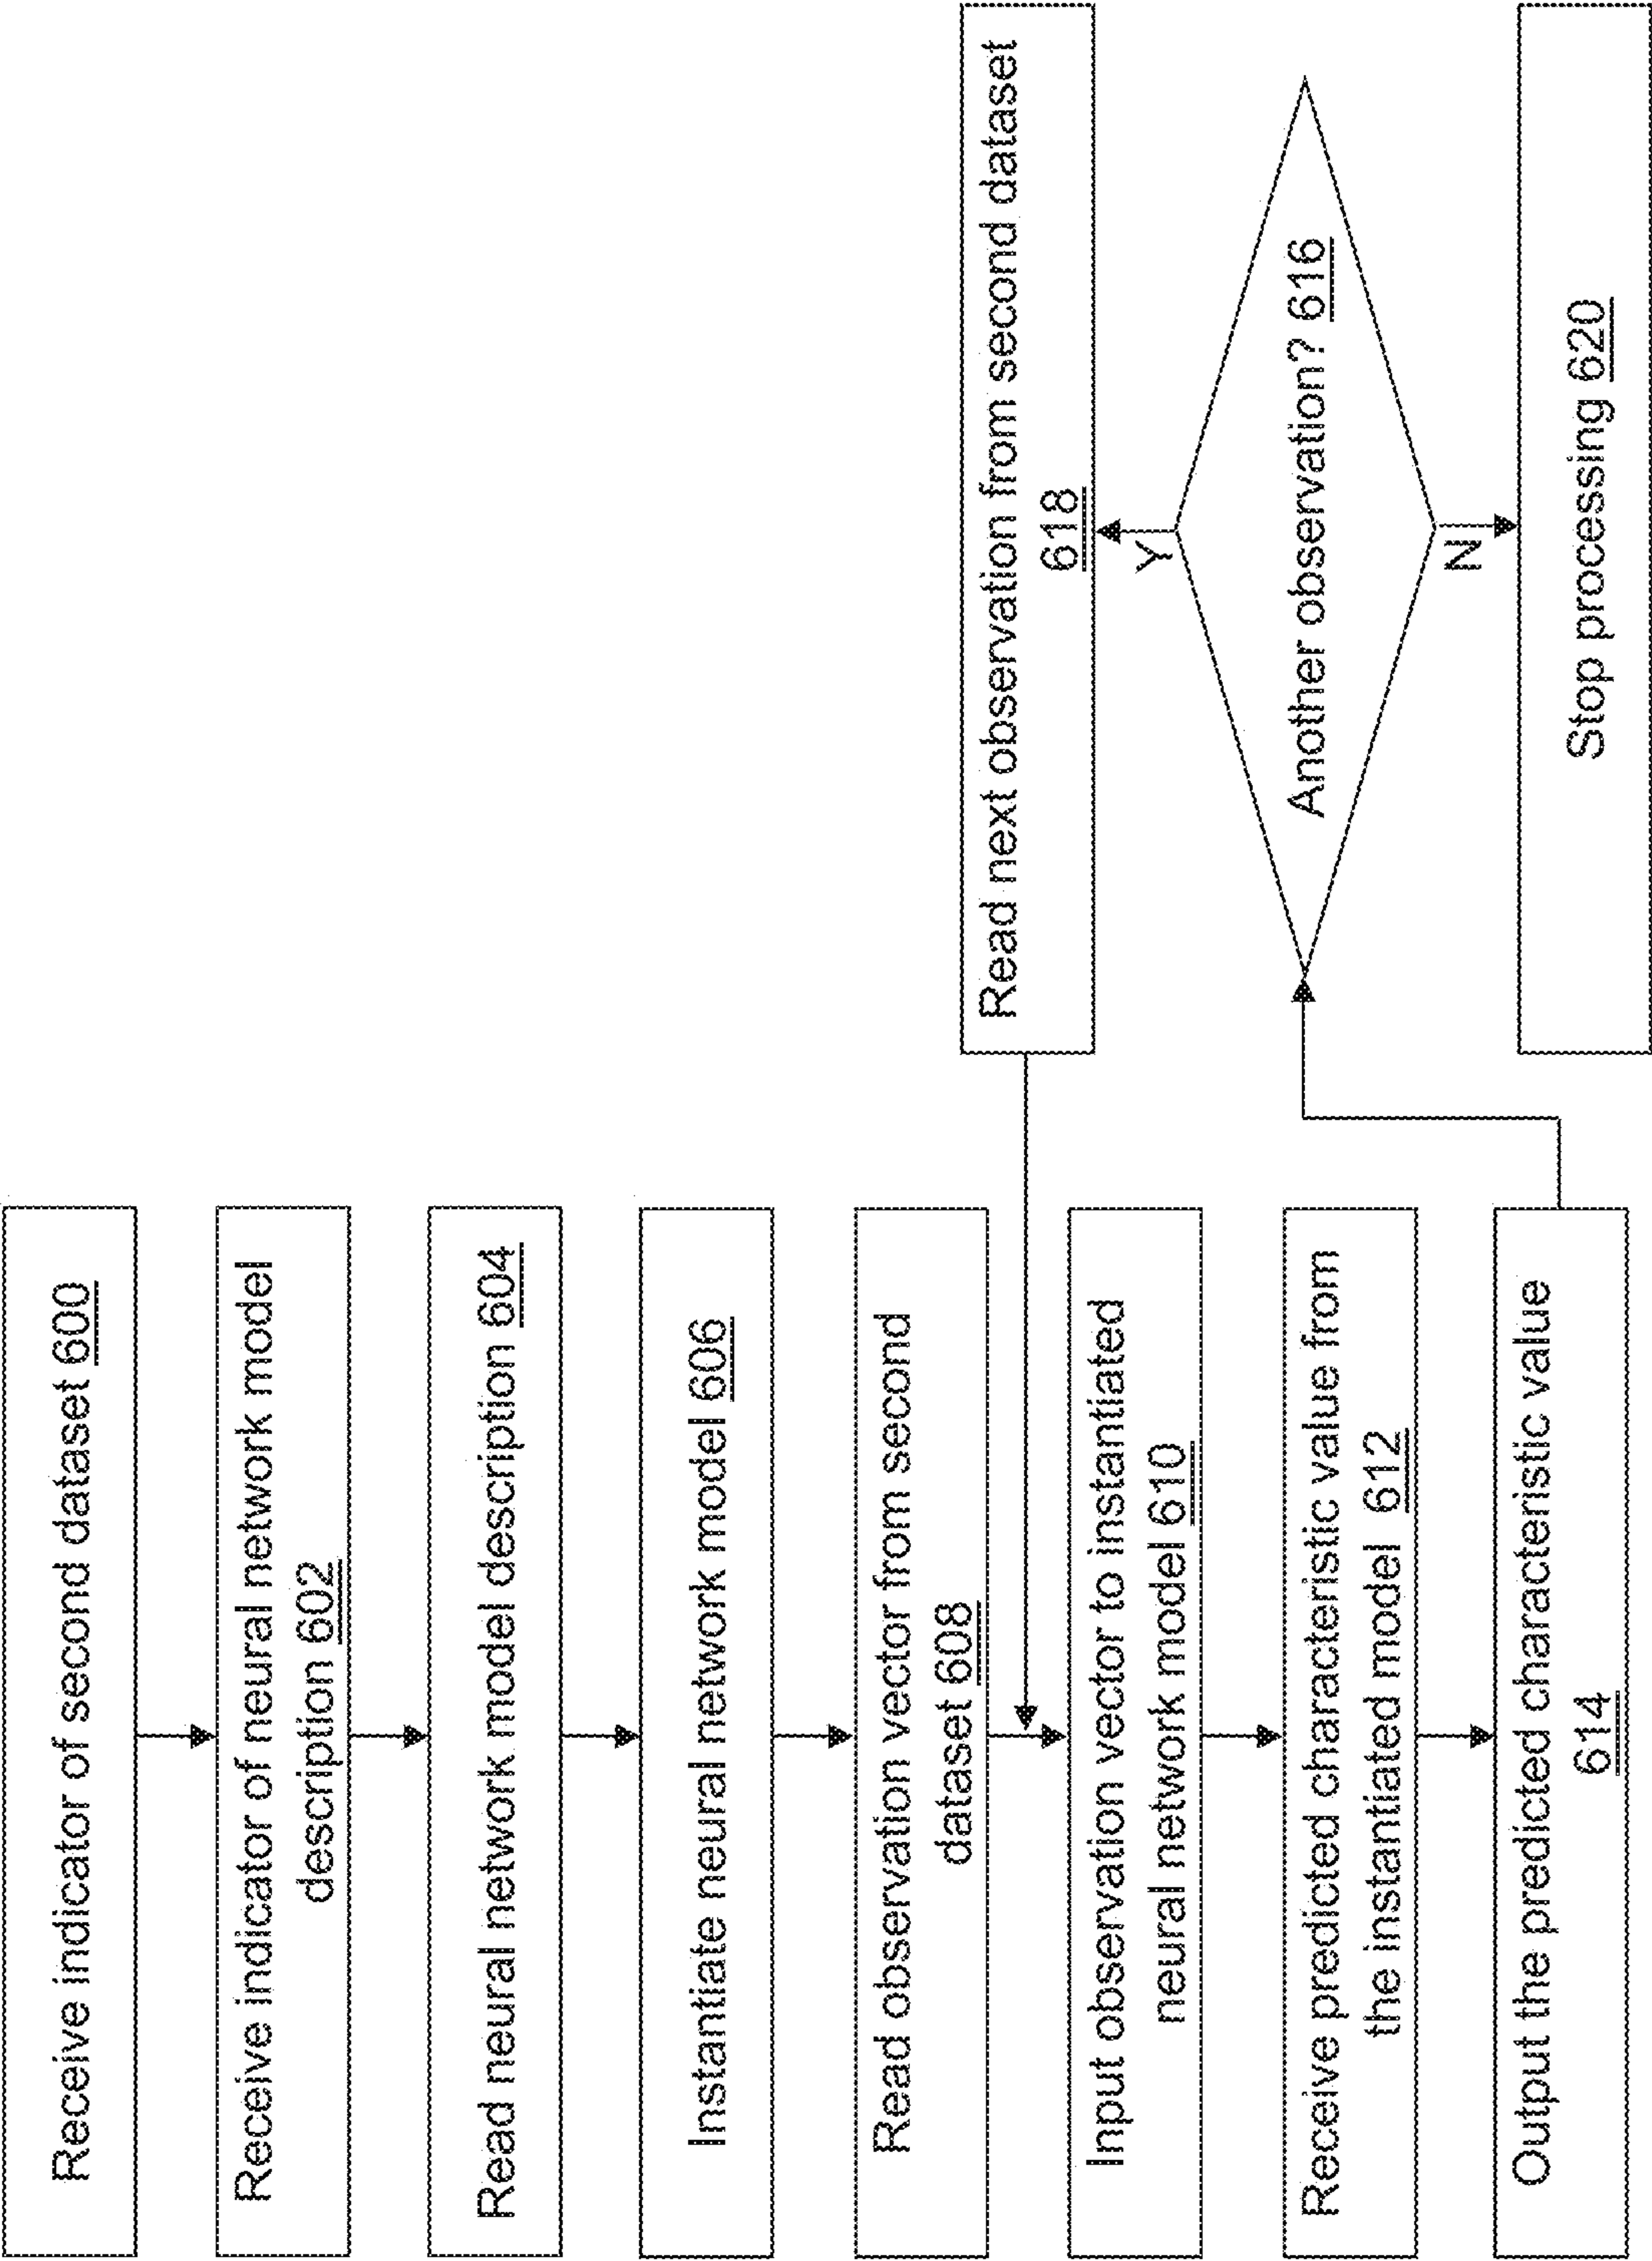 Receive indicator of second dataset 600
Receive indicator of neural network model
description 602
Read neural network model description 604
Instantiate neural network model 606
Read observation vector from second
dataset 608
Input observation vector to instantiated
neural network model 610
Receive predicted characteristic value from
the instantiated model 612
Output the predicted characteristic value
614
Read next observation from second dataset
618
Y
Another observation? 616
N
Stop processing 620